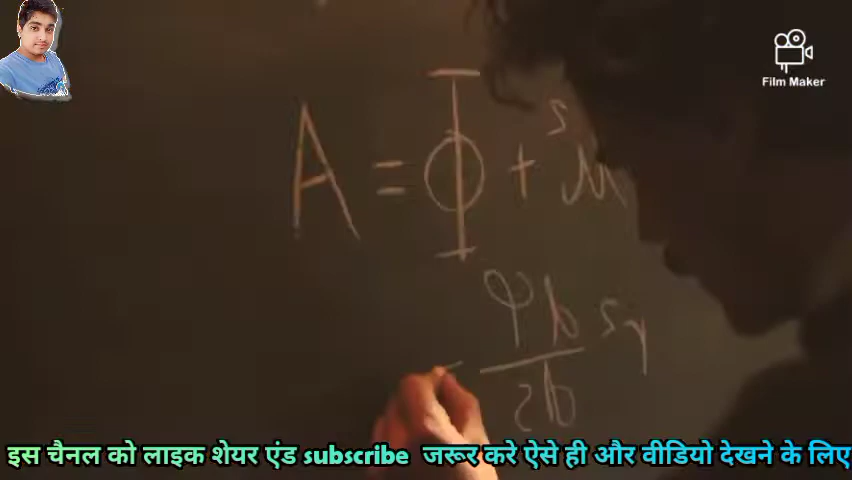 Film Maker
A = Φ +
इस चैनल को लाइक शेयर एंड subscribe जरूर करे ऐसे ही और वीडियो देखने के लिए